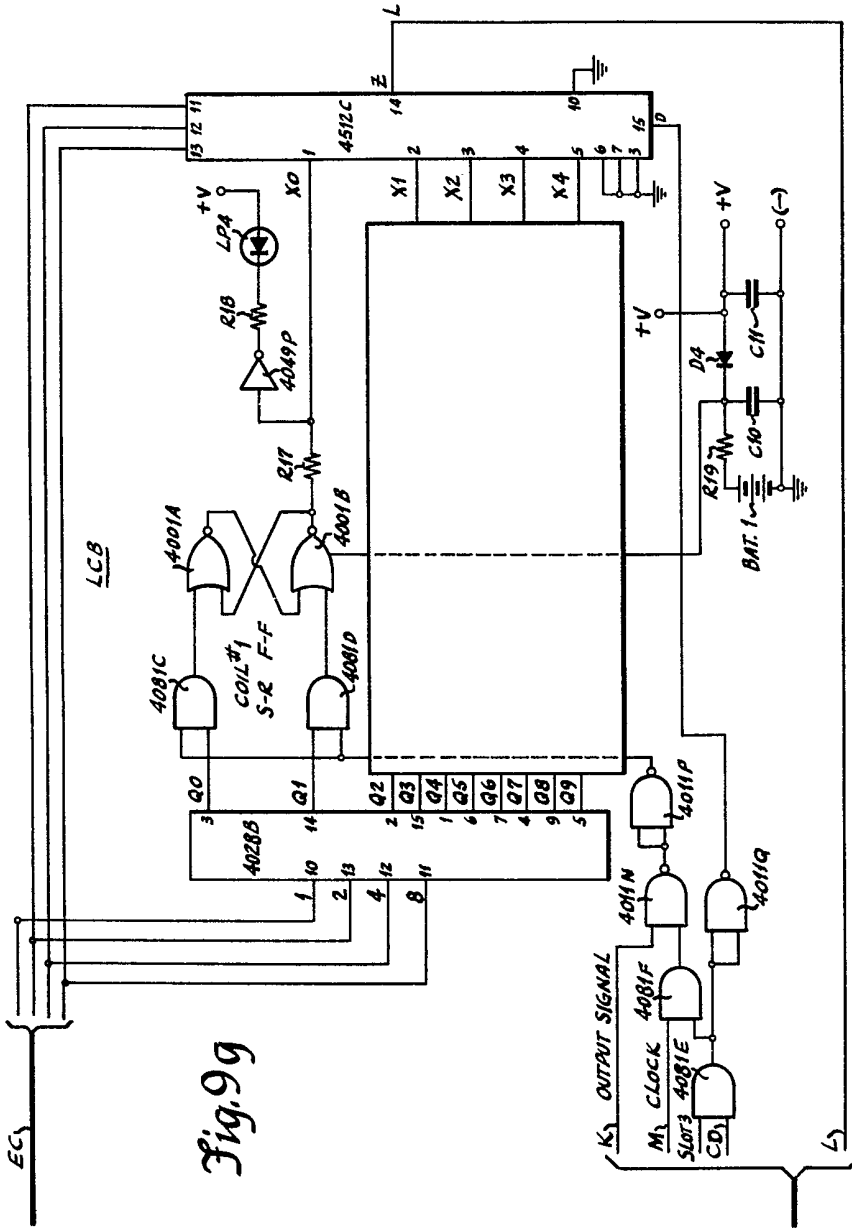 EC
LCB
4028B
1 10
2 13
4 12
8 11
3 Q0
14 Q1
2 Q2
15 Q3
1 Q4
6 Q5
7 Q6
4 Q7
9 Q8
5 Q9
4081C
COIL #1
S-R F-F
4081D
4001A
4001B
R17
4049P
R18
LP4
+V
X0
X1
X2
X3
X4
13 12 11
4512C
1
2
3
4
5
6
7
3
15
D
14
Z
10
L
+V
+V
(-)
D4
C11
C10
R19
BAT. 1
K OUTPUT SIGNAL
M CLOCK
SLOT3
CD
4081E
4081F
4011N
4011P
4011Q
L
Fig.9g